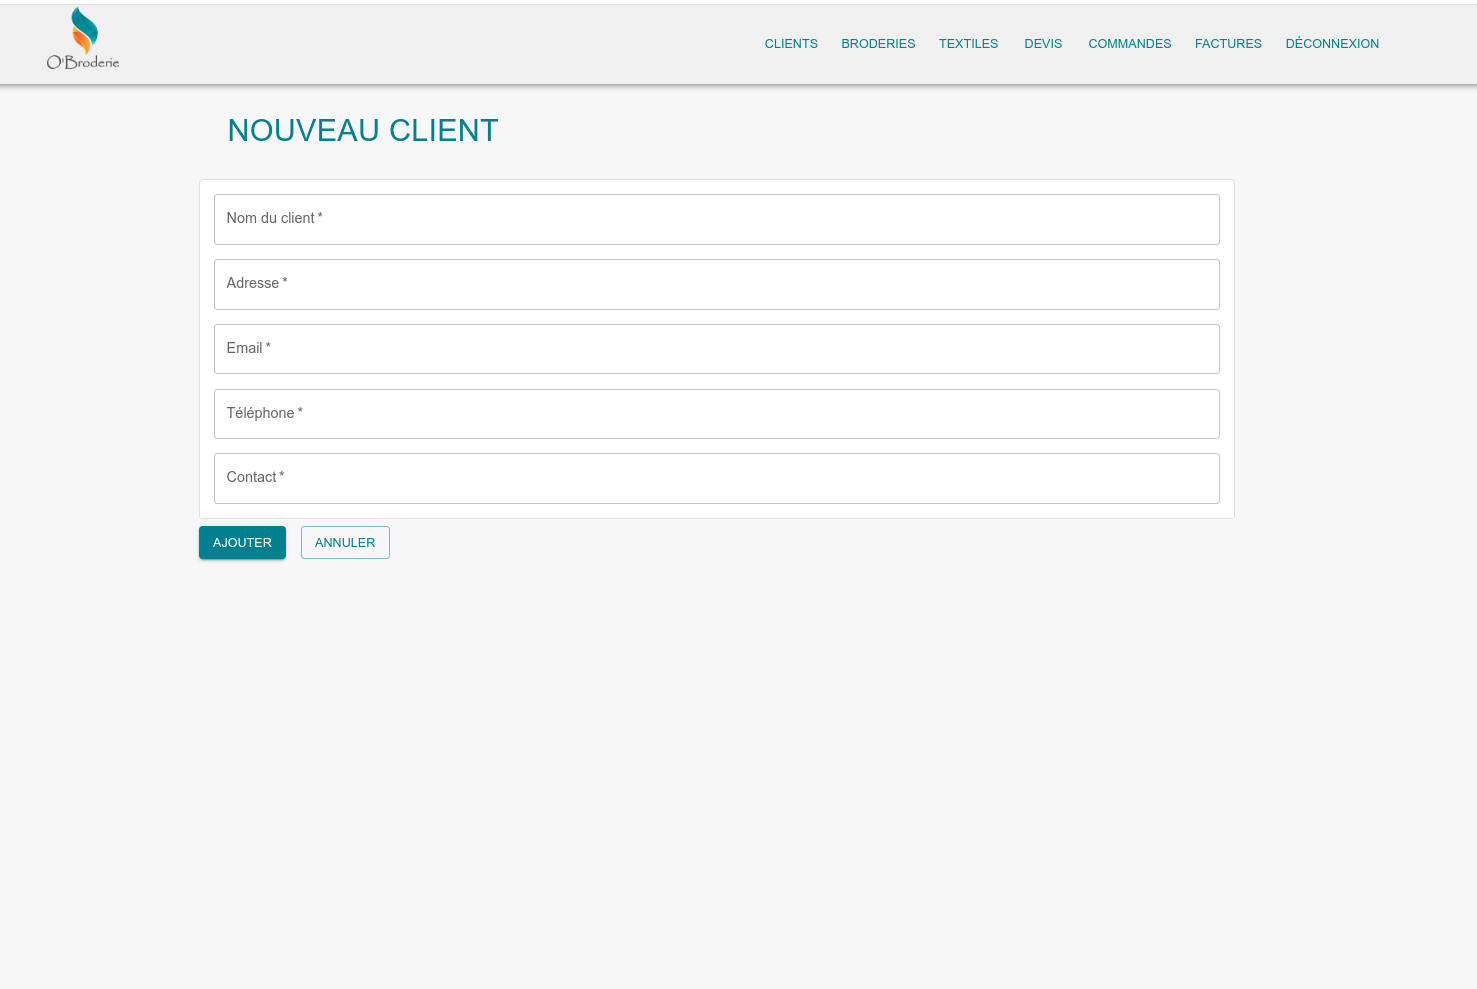 O'Broderie
CLIENTS BRODERIES TEXTILES DEVIS COMMANDES FACTURES DÉCONNEXION
NOUVEAU CLIENT
Nom du client *
Adresse *
Email *
Téléphone *
Contact *
AJOUTER ANNULER